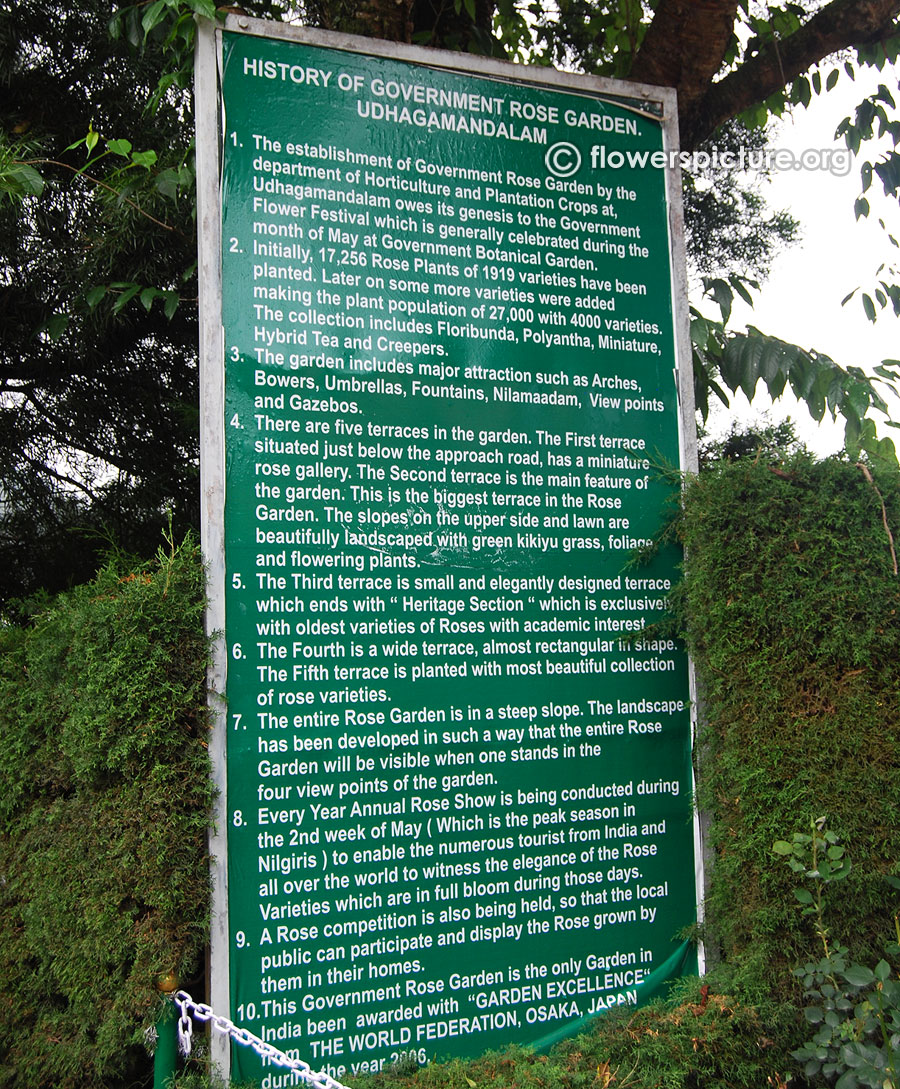 HISTORY OF GOVERNMENT ROSE GARDEN.
UDHAGAMANDALAM
© flowerspicture.org
1. The establishment of Government Rose Garden by the
department of Horticulture and Plantation Crops at,
Udhagamandalam owes its genesis to the Government
Flower Festival which is generally celebrated during the
month of May at Government Botanical Garden.
2. Initially, 17,256 Rose Plants of 1919 varieties have been
planted. Later on some more varieties were added
making the plant population of 27,000 with 4000 varieties.
The collection includes Floribunda, Polyantha, Miniature,
Hybrid Tea and Creepers.
3. The garden includes major attraction such as Arches,
Bowers, Umbrellas, Fountains, Nilamaadam, View points
and Gazebos.
4. There are five terraces in the garden. The First terrace
situated just below the approach road, has a miniature
rose gallery. The Second terrace is the main feature of
the garden. This is the biggest terrace in the Rose
Garden. The slopes on the upper side and lawn are
beautifully landscaped with green kikiyu grass, foliage
and flowering plants.
5. The Third terrace is small and elegantly designed terrace
which ends with “ Heritage Section “ which is exclusively
with oldest varieties of Roses with academic interest
6. The Fourth is a wide terrace, almost rectangular in shape.
The Fifth terrace is planted with most beautiful collection
of rose varieties.
7. The entire Rose Garden is in a steep slope. The landscape
has been developed in such a way that the entire Rose
Garden will be visible when one stands in the
four view points of the garden.
8. Every Year Annual Rose Show is being conducted during
the 2nd week of May ( Which is the peak season in
Nilgiris ) to enable the numerous tourist from India and
all over the world to witness the elegance of the Rose
Varieties which are in full bloom during those days.
9. A Rose competition is also being held, so that the local
public can participate and display the Rose grown by
them in their homes.
10.This Government Rose Garden is the only Garden in
India been awarded with “GARDEN EXCELLENCE“
from THE WORLD FEDERATION, OSAKA, JAPAN
during the year 2006.